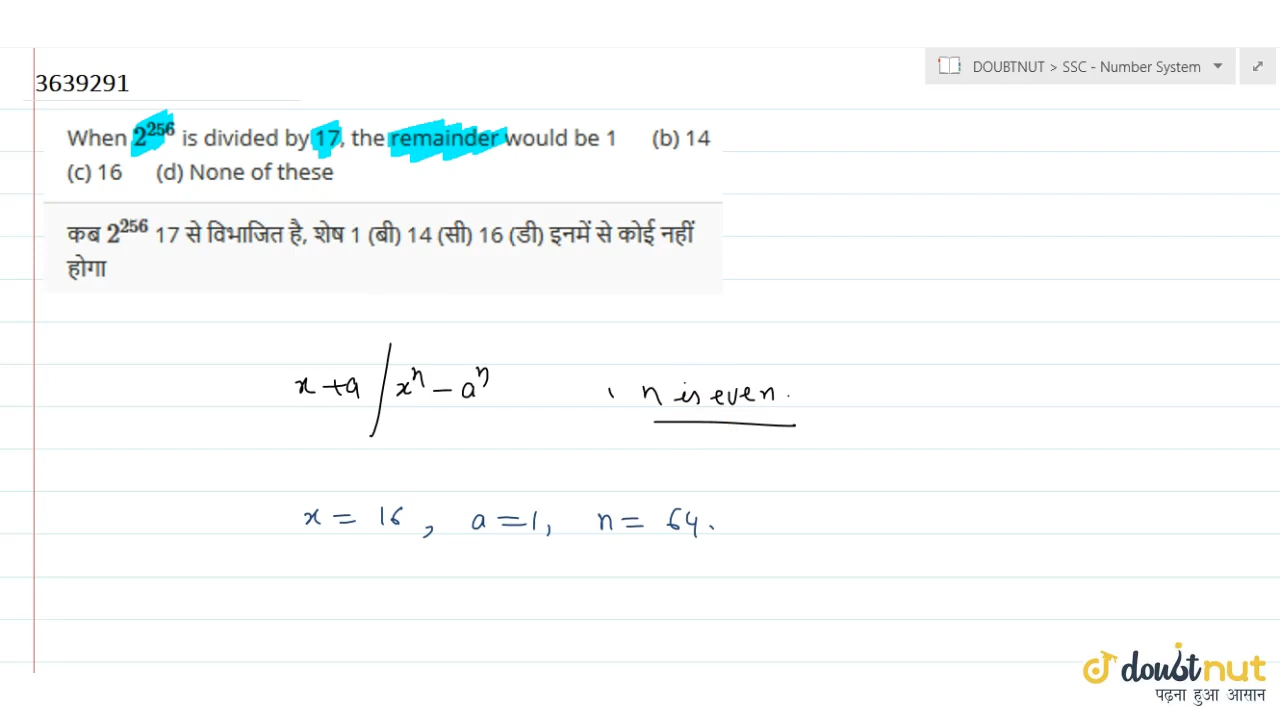 3639291
DOUBTNUT > SSC - Number System
When 2^256 is divided by 17, the remainder would be 1 (b) 14
(c) 16 (d) None of these
कब 2^256 17 से विभाजित है, शेष 1 (बी) 14 (सी) 16 (डी) इनमें से कोई नहीं
होगा
x + a / x^n - a^n , n is even.
x = 16 , a = 1, n = 64.
doubtnut
पढ़ना हुआ आसान